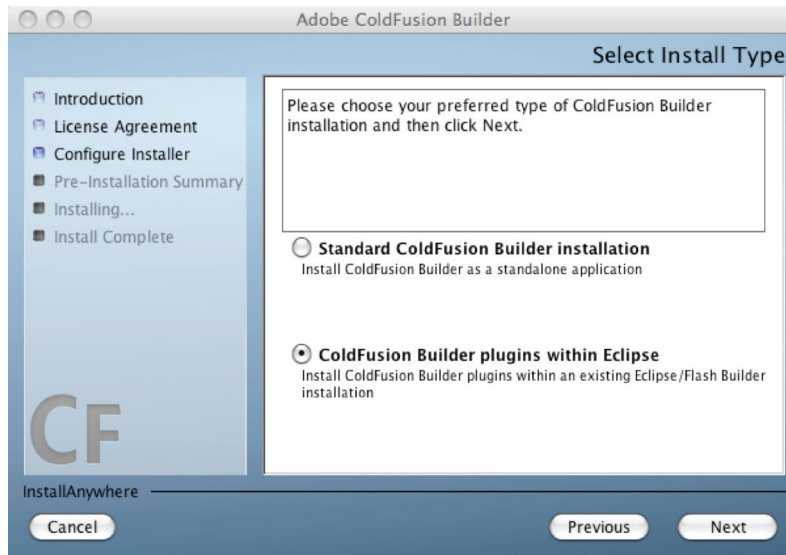 Adobe ColdFusion Builder
Select Install Type
Introduction
License Agreement
Configure Installer
Pre-Installation Summary
Installing...
Install Complete
CF
Please choose your preferred type of ColdFusion Builder
installation and then click Next.
Standard ColdFusion Builder installation
Install ColdFusion Builder as a standalone application
ColdFusion Builder plugins within Eclipse
Install ColdFusion Builder plugins within an existing Eclipse/Flash Builder
installation
InstallAnywhere
Cancel
Previous
Next